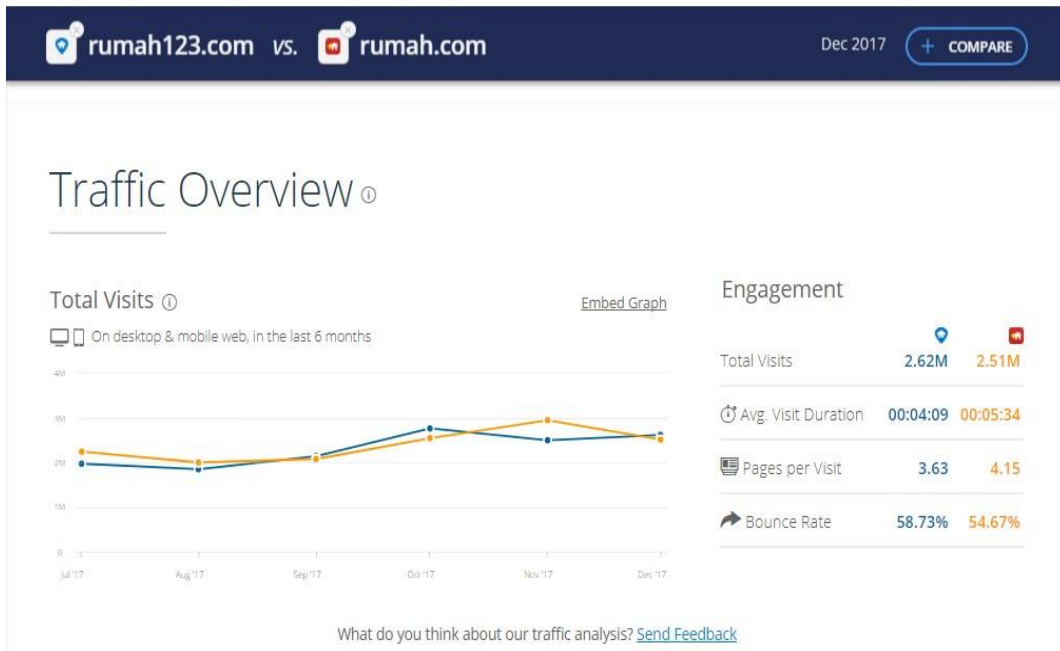 rumah123.com vs. rumah.com
Dec 2017
+ COMPARE
Traffic Overview
Total Visits
Embed Graph
On desktop & mobile web, in the last 6 months
4M
3M
2M
1M
0
Jul '17 Aug '17 Sep '17 Oct '17 Nov '17 Dec '17
Engagement
Total Visits 2.62M 2.51M
Avg. Visit Duration 00:04:09 00:05:34
Pages per Visit 3.63 4.15
Bounce Rate 58.73% 54.67%
What do you think about our traffic analysis? Send Feedback